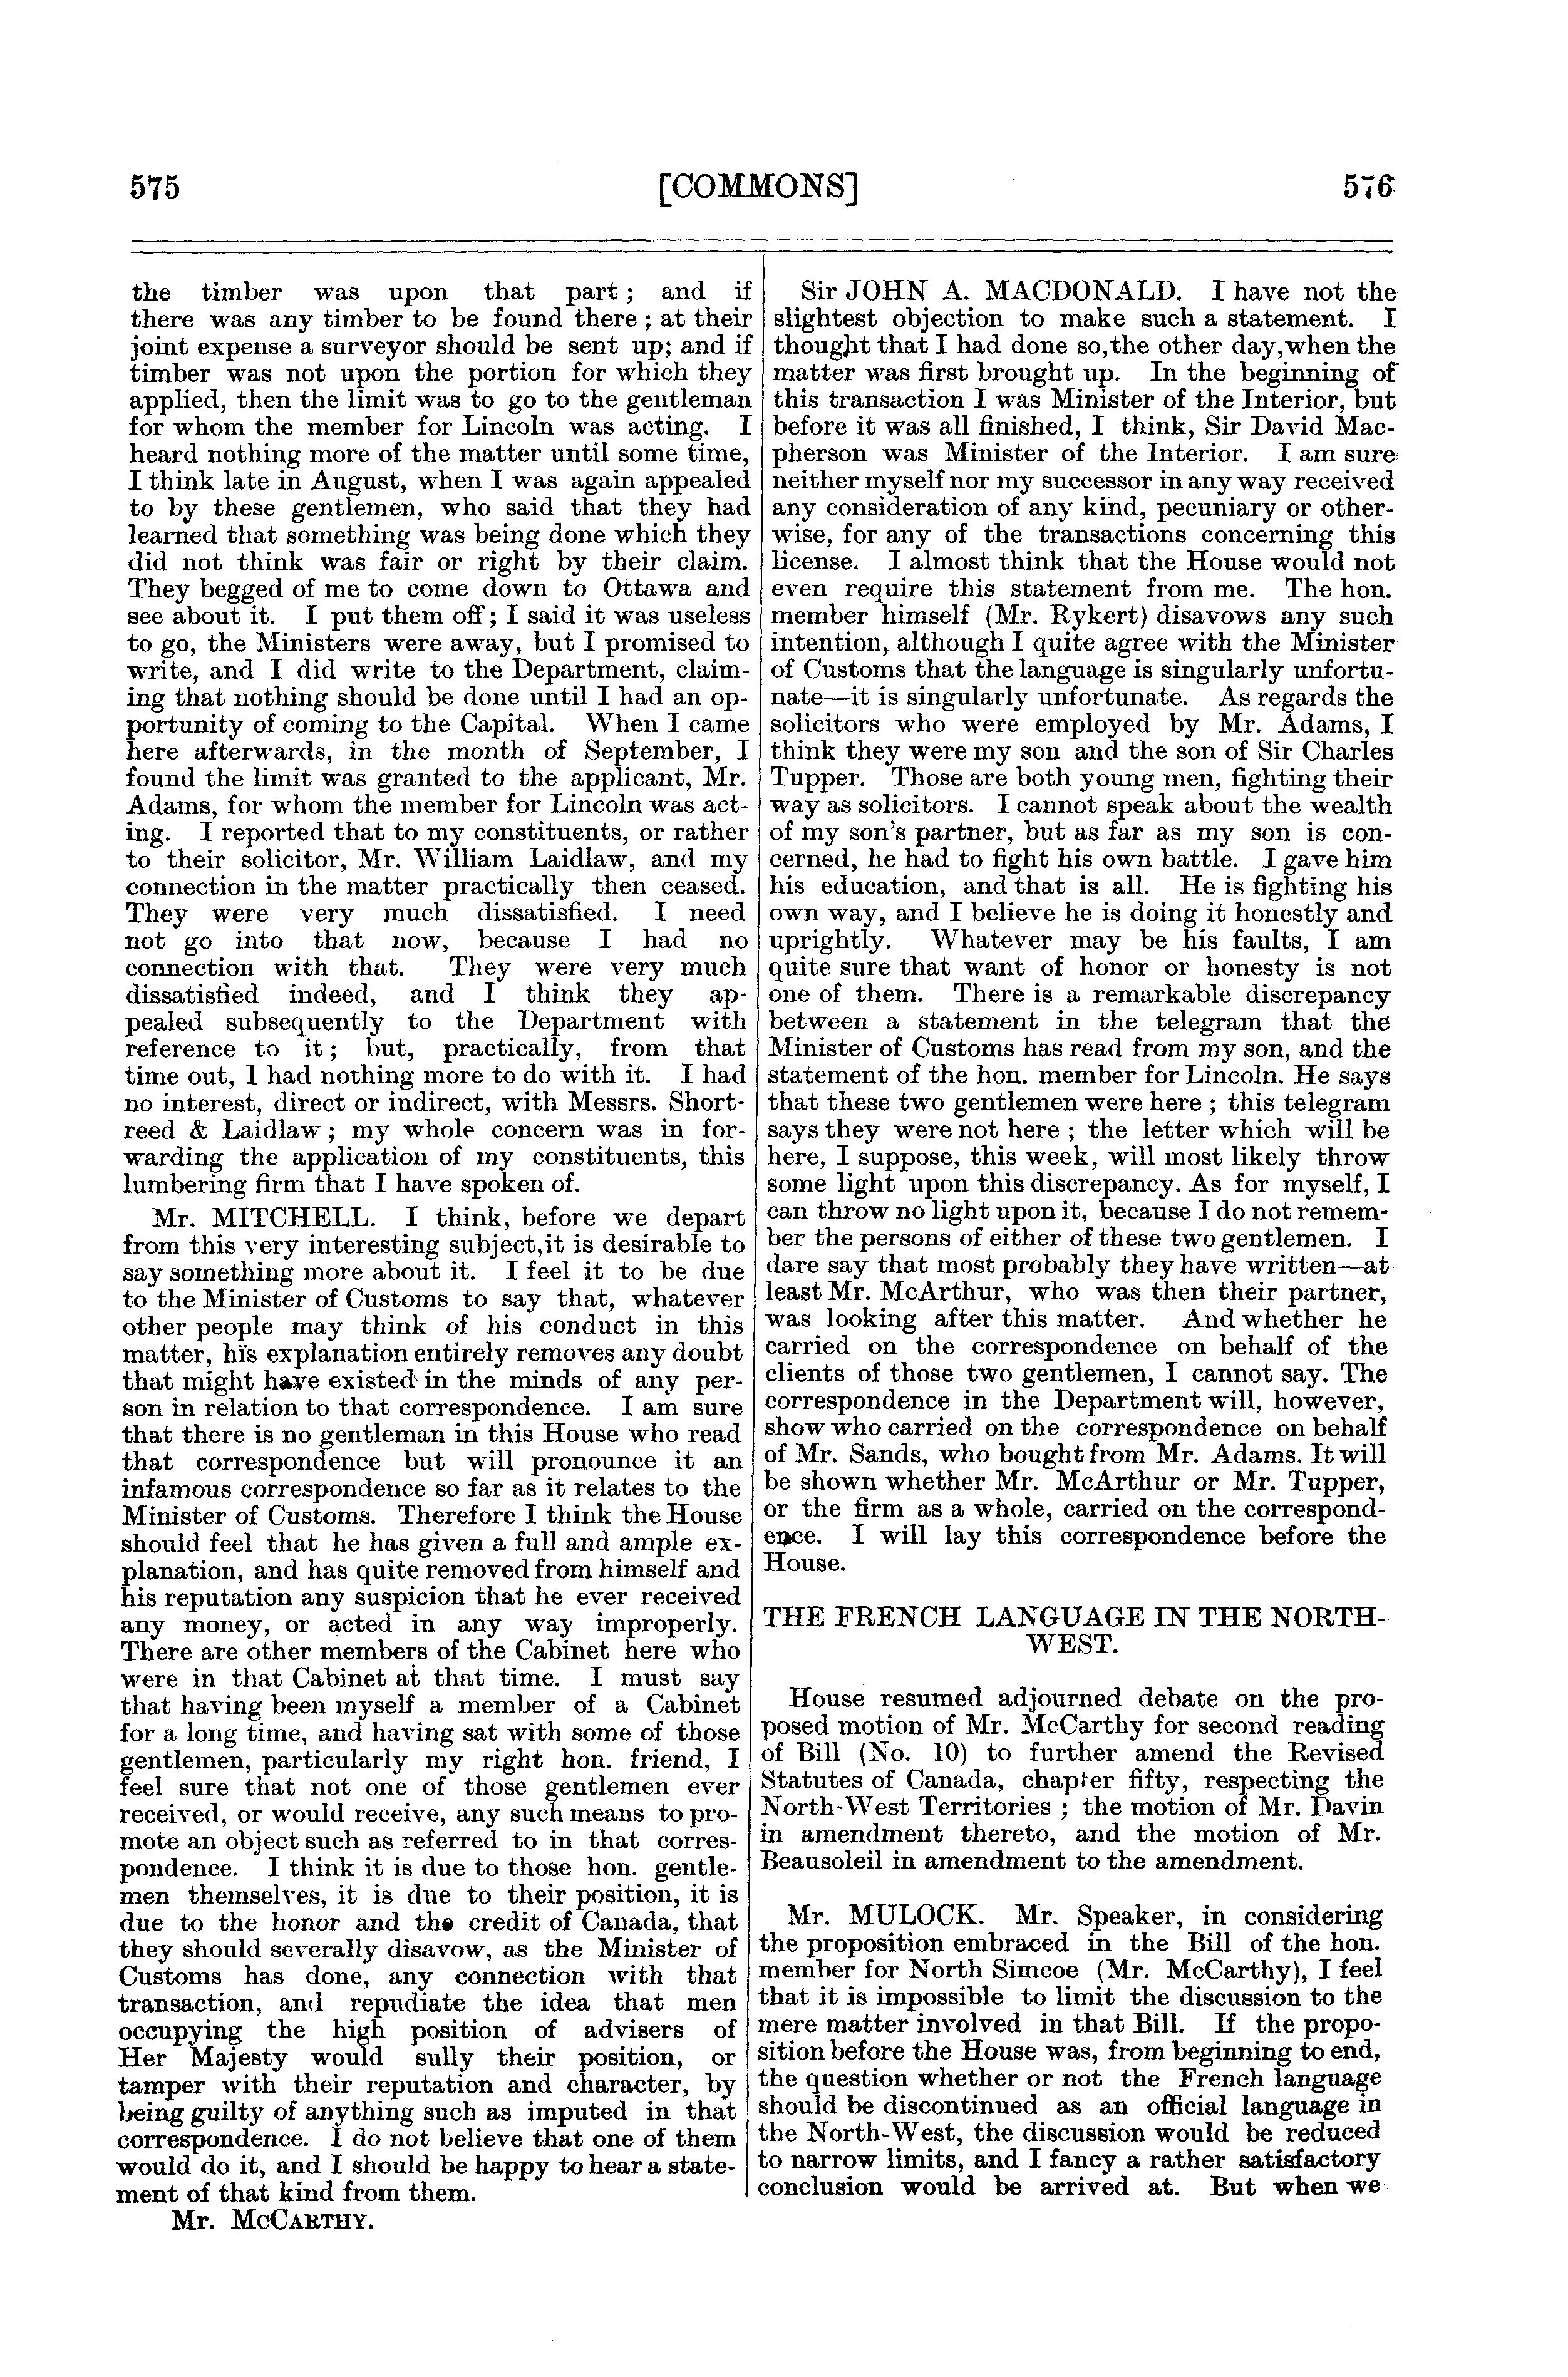 575 [COMMONS] 576
the timber was upon that part; and if
there was any timber to be found there; at their
joint expense a surveyor should be sent up; and if
timber was not upon the portion for which they
applied, then the limit was to go to the gentleman
for whom the member for Lincoln was acting. I
heard nothing more of the matter until some time,
I think late in August, when I was again appealed
to by these gentlemen, who said that they had
learned that something was being done which they
did not think was fair or right by their claim.
They begged of me to come down to Ottawa and
see about it. I put them off; I said it was useless
to go, the Ministers were away, but I promised to
write, and I did write to the Department, claim-
ing that nothing should be done until I had an op-
portunity of coming to the Capital. When I came
here afterwards, in the month of September, I
found the limit was granted to the applicant, Mr.
Adams, for whom the member for Lincoln was act-
ing. I reported that to my constituents, or rather
to their solicitor, Mr. William Laidlaw, and my
connection in the matter practically then ceased.
They were very much dissatisfied. I need
not go into that now, because I had no
connection with that. They were very much
dissatisfied indeed, and I think they ap-
pealed subsequently to the Department with
reference to it; but, practically, from that
time out, I had nothing more to do with it. I had
no interest, direct or indirect, with Messrs. Short-
reed & Laidlaw; my whole concern was in for-
warding the application of my constituents, this
lumbering firm that I have spoken of.
Mr. MITCHELL. I think, before we depart
from this very interesting subject, it is desirable to
say something more about it. I feel it to be due
to the Minister of Customs to say that, whatever
other people may think of his conduct in this
matter, his explanation entirely removes any doubt
that might have existed in the minds of any per-
son in relation to that correspondence. I am sure
that there is no gentleman in this House who read
that correspondence but will pronounce it an
infamous correspondence so far as it relates to the
Minister of Customs. Therefore I think the House
should feel that he has given a full and ample ex-
planation, and has quite removed from himself and
his reputation any suspicion that he ever received
any money, or acted in any way improperly.
There are other members of the Cabinet here who
were in that Cabinet at that time. I must say
that having been myself a member of a Cabinet
for a long time, and having sat with some of those
gentlemen, particularly my right hon. friend, I
feel sure that not one of those gentlemen ever
received, or would receive, any such means to pro-
mote an object such as referred to in that corres-
pondence. I think it is due to those hon. gentle-
men themselves, it is due to their position, it is
due to the honor and the credit of Canada, that
they should severally disavow, as the Minister of
Customs has done, any connection with that
transaction, and repudiate the idea that men
occupying the high position of advisers of
Her Majesty would sully their position, or
tamper with their reputation and character, by
being guilty of anything such as imputed in that
correspondence. I do not believe that one of them
would do it, and I should be happy to hear a state-
ment of that kind from them.
Mr. McCARTHY.
Sir JOHN A. MACDONALD. I have not the
slightest objection to make such a statement. I
thought that I had done so, the other day, when the
matter was first brought up. In the beginning of
this transaction I was Minister of the Interior, but
before it was all finished, I think, Sir David Mac-
pherson was Minister of the Interior. I am sure
neither myself nor my successor in any way received
any consideration of any kind, pecuniary or other-
wise, for any of the transactions concerning this
license. I almost think that the House would not
even require this statement from me. The hon.
member himself (Mr. Rykert) disavows any such
intention, although I quite agree with the Minister
of Customs that the language is singularly unfortu-
nate—it is singularly unfortunate. As regards the
solicitors who were employed by Mr. Adams, I
think they were my son and the son of Sir Charles
Tupper. Those are both young men, fighting their
way as solicitors. I cannot speak about the wealth
of my son's partner, but as far as my son is con-
cerned, he had to fight his own battle. I gave him
his education, and that is all. He is fighting his
own way, and I believe he is doing it honestly and
uprightly. Whatever may be his faults, I am
quite sure that want of honor or honesty is not
one of them. There is a remarkable discrepancy
between a statement in the telegram that the
Minister of Customs has read from my son, and the
statement of the hon. member for Lincoln. He says
that these two gentlemen were here; this telegram
says they were not here; the letter which will be
here, I suppose, this week, will most likely throw
some light upon this discrepancy. As for myself, I
can throw no light upon it, because I do not remem-
ber the persons of either of these two gentlemen. I
dare say that most probably they have written—at
least Mr. McArthur, who was then their partner,
was looking after this matter. And whether he
carried on the correspondence on behalf of the
clients of those two gentlemen, I cannot say. The
correspondence in the Department will, however,
show who carried on the correspondence on behalf
of Mr. Sands, who bought from Mr. Adams. It will
be shown whether Mr. McArthur or Mr. Tupper,
or the firm as a whole, carried on the correspond-
ence. I will lay this correspondence before the
House.
THE FRENCH LANGUAGE IN THE NORTH-
WEST.
House resumed adjourned debate on the pro-
posed motion of Mr. McCarthy for second reading
of Bill (No. 10) to further amend the Revised
Statutes of Canada, chapter fifty, respecting the
North-West Territories; the motion of Mr. Davin
in amendment thereto, and the motion of Mr.
Beausoleil in amendment to the amendment.
Mr. MULOCK. Mr. Speaker, in considering
the proposition embraced in the Bill of the hon.
member for North Simcoe (Mr. McCarthy), I feel
that it is impossible to limit the discussion to the
mere matter involved in that Bill. If the propo-
sition before the House was, from beginning to end,
the question whether or not the French language
should be discontinued as an official language in
the North-West, the discussion would be reduced
to narrow limits, and I fancy a rather satisfactory
conclusion would be arrived at. But when we